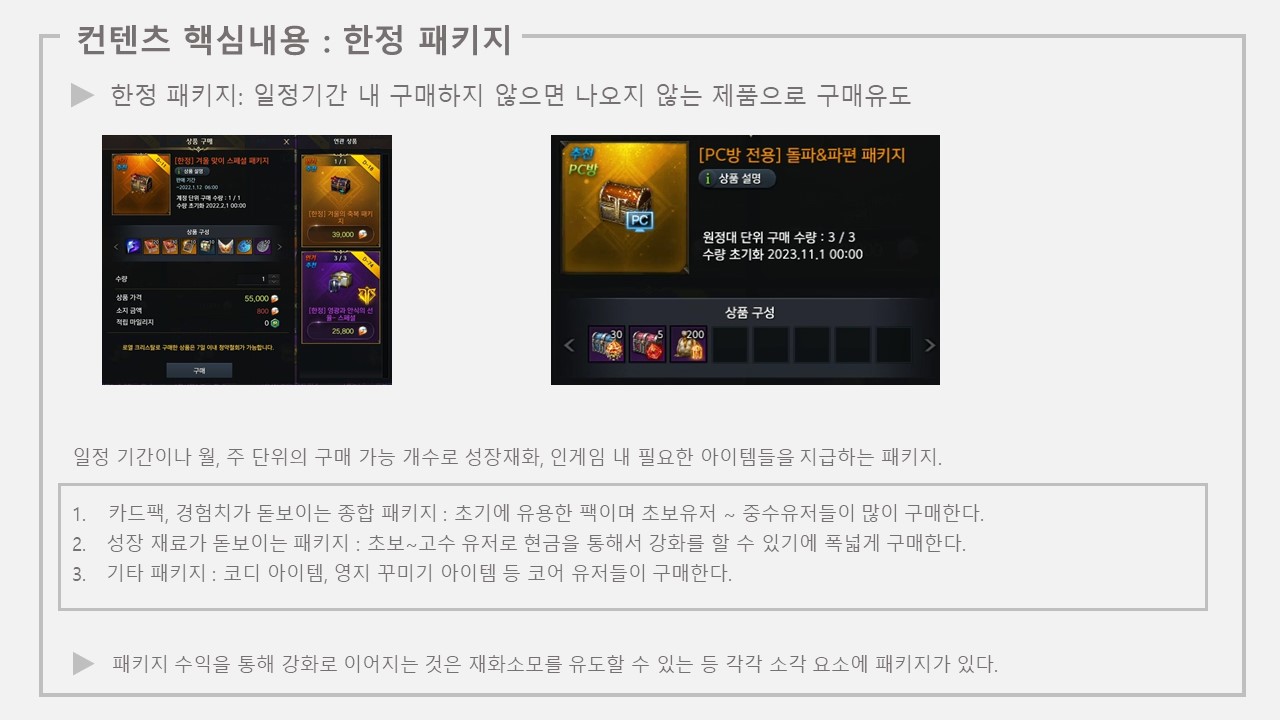 컨텐츠 핵심내용 : 한정 패키지
▶ 한정 패키지: 일정기간 내 구매하지 않으면 나오지 않는 제품으로 구매유도
상품 구매
연관 상품
[한정] 겨울 맞이 스페셜 패키지
상품 설명
판매 기간
~2022.1.12 06:00
계정 단위 구매 수량 : 1 / 1
수량 초기화 2022.2.1 00:00
상품 구성
수량
1
상품 가격
55,000
소지 금액
800
적립 마일리지
0
로열 크리스탈로 구매한 상품은 7일 이내 청약철회가 가능합니다.
구매
1 / 1
[한정] 겨울의 축복 패키지
39,000
인기
추천
3 / 3
[한정] 영광과 안식의 선율- 스페셜
25,800
추천
PC방
PC
[PC방 전용] 돌파&파편 패키지
상품 설명
원정대 단위 구매 수량 : 3 / 3
수량 초기화 2023.11.1 00:00
상품 구성
30
5
200
일정 기간이나 월, 주 단위의 구매 가능 개수로 성장재화, 인게임 내 필요한 아이템들을 지급하는 패키지.
1. 카드팩, 경험치가 돋보이는 종합 패키지 : 초기에 유용한 팩이며 초보유저 ~ 중수유저들이 많이 구매한다.
2. 성장 재료가 돋보이는 패키지 : 초보~고수 유저로 현금을 통해서 강화를 할 수 있기에 폭넓게 구매한다.
3. 기타 패키지 : 코디 아이템, 영지 꾸미기 아이템 등 코어 유저들이 구매한다.
▶ 패키지 수익을 통해 강화로 이어지는 것은 재화소모를 유도할 수 있는 등 각각 소각 요소에 패키지가 있다.